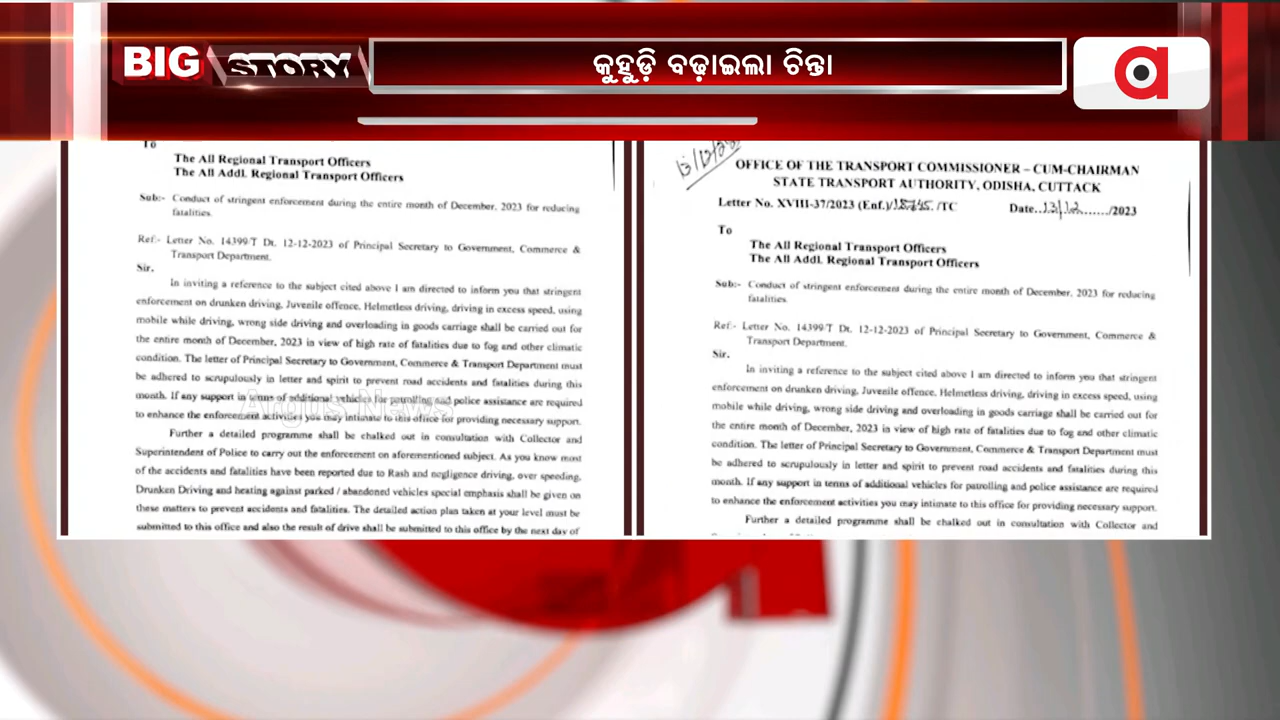 BIG STORY
କୁହୁଡ଼ି ବଢ଼ାଇଲା ଚିନ୍ତା
a
To
The All Regional Transport Officers
The All Addl. Regional Transport Officers
Sub:- Conduct of stringent enforcement during the entire month of December, 2023 for reducing
fatalities.
Ref:- Letter No. 14399/T Dt. 12-12-2023 of Principal Secretary to Government, Commerce &
Transport Department.
Sir.
In inviting a reference to the subject cited above I am directed to inform you that stringent
enforcement on drunken driving, Juvenile offence, Helmetless driving, driving in excess speed, using
mobile while driving, wrong side driving and overloading in goods carriage shall be carried out for
the entire month of December, 2023 in view of high rate of fatalities due to fog and other climatic
condition. The letter of Principal Secretary to Government, Commerce & Transport Department must
be adhered to scrupulously in letter and spirit to prevent road accidents and fatalities during this
month. If any support in terms of additional vehicles for patrolling and police assistance are required
to enhance the enforcement activities you may intimate to this office for providing necessary support.
Further a detailed programme shall be chalked out in consultation with Collector and
Superintendent of Police to carry out the enforcement on aforementioned subject. As you know most
of the accidents and fatalities have been reported due to Rash and negligence driving, over speeding,
Drunken Driving and heating against parked / abandoned vehicles special emphasis shall be given on
these matters to prevent accidents and fatalities. The detailed action plan taken at your level must be
submitted to this office and also the result of drive shall be submitted to this office by the next day of
Argus News
13/12/23
OFFICE OF THE TRANSPORT COMMISSIONER – CUM-CHAIRMAN
STATE TRANSPORT AUTHORITY, ODISHA, CUTTACK
Letter No. XVIII-37/2023 (Enf.)/ /TC Date..13/12......./2023
To
The All Regional Transport Officers
The All Addl. Regional Transport Officers
Sub:- Conduct of stringent enforcement during the entire month of December, 2023 for reducing
fatalities.
Ref:- Letter No. 14399/T Dt. 12-12-2023 of Principal Secretary to Government, Commerce &
Transport Department.
Sir.
In inviting a reference to the subject cited above I am directed to inform you that stringent
enforcement on drunken driving, Juvenile offence, Helmetless driving, driving in excess speed, using
mobile while driving, wrong side driving and overloading in goods carriage shall be carried out for
the entire month of December, 2023 in view of high rate of fatalities due to fog and other climatic
condition. The letter of Principal Secretary to Government, Commerce & Transport Department must
be adhered to scrupulously in letter and spirit to prevent road accidents and fatalities during this
month. If any support in terms of additional vehicles for patrolling and police assistance are required
to enhance the enforcement activities you may intimate to this office for providing necessary support.
Further a detailed programme shall be chalked out in consultation with Collector and